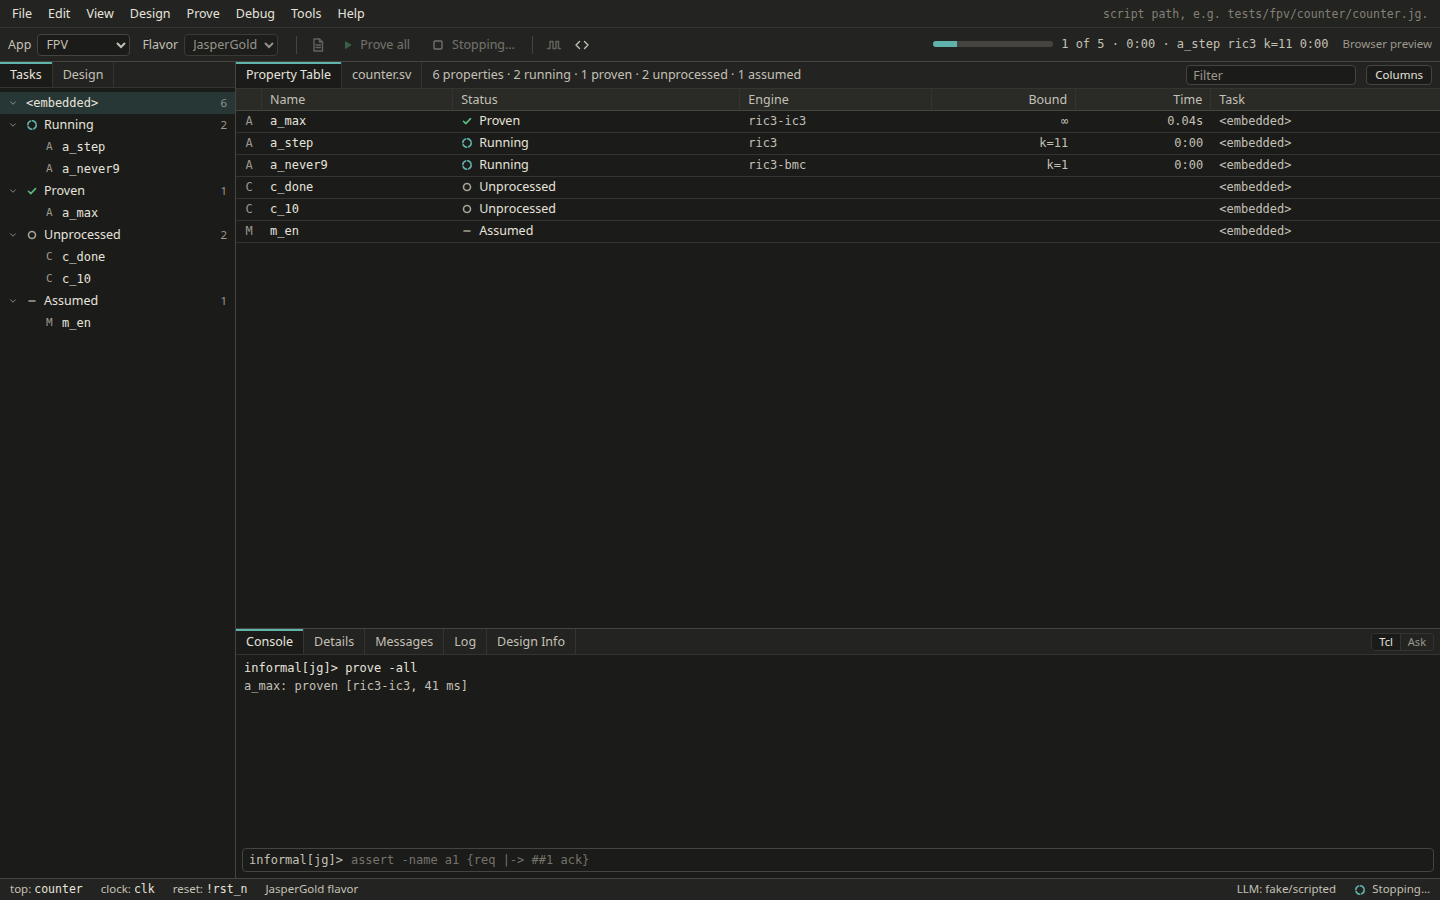 File Edit View Design Prove Debug Tools Help script path, e.g. tests/fpv/counter/counter.jg.
App FPV Flavor JasperGold Prove all Stopping... 1 of 5 · 0:00 · a_step ric3 k=11 0:00 Browser preview
Tasks Design Property Table counter.sv 6 properties · 2 running · 1 proven · 2 unprocessed · 1 assumed Filter Columns
<embedded> 6
Running 2
A a_step
A a_never9
Proven 1
A a_max
Unprocessed 2
C c_done
C c_10
Assumed 1
M m_en
Name Status Engine Bound Time Task
A a_max Proven ric3-ic3 ∞ 0.04s <embedded>
A a_step Running ric3 k=11 0:00 <embedded>
A a_never9 Running ric3-bmc k=1 0:00 <embedded>
C c_done Unprocessed <embedded>
C c_10 Unprocessed <embedded>
M m_en Assumed <embedded>
Console Details Messages Log Design Info Tcl Ask
informal[jg]> prove -all
a_max: proven [ric3-ic3, 41 ms]
informal[jg]> assert -name a1 {req |-> ##1 ack}
top: counter clock: clk reset: !rst_n JasperGold flavor LLM: fake/scripted Stopping...